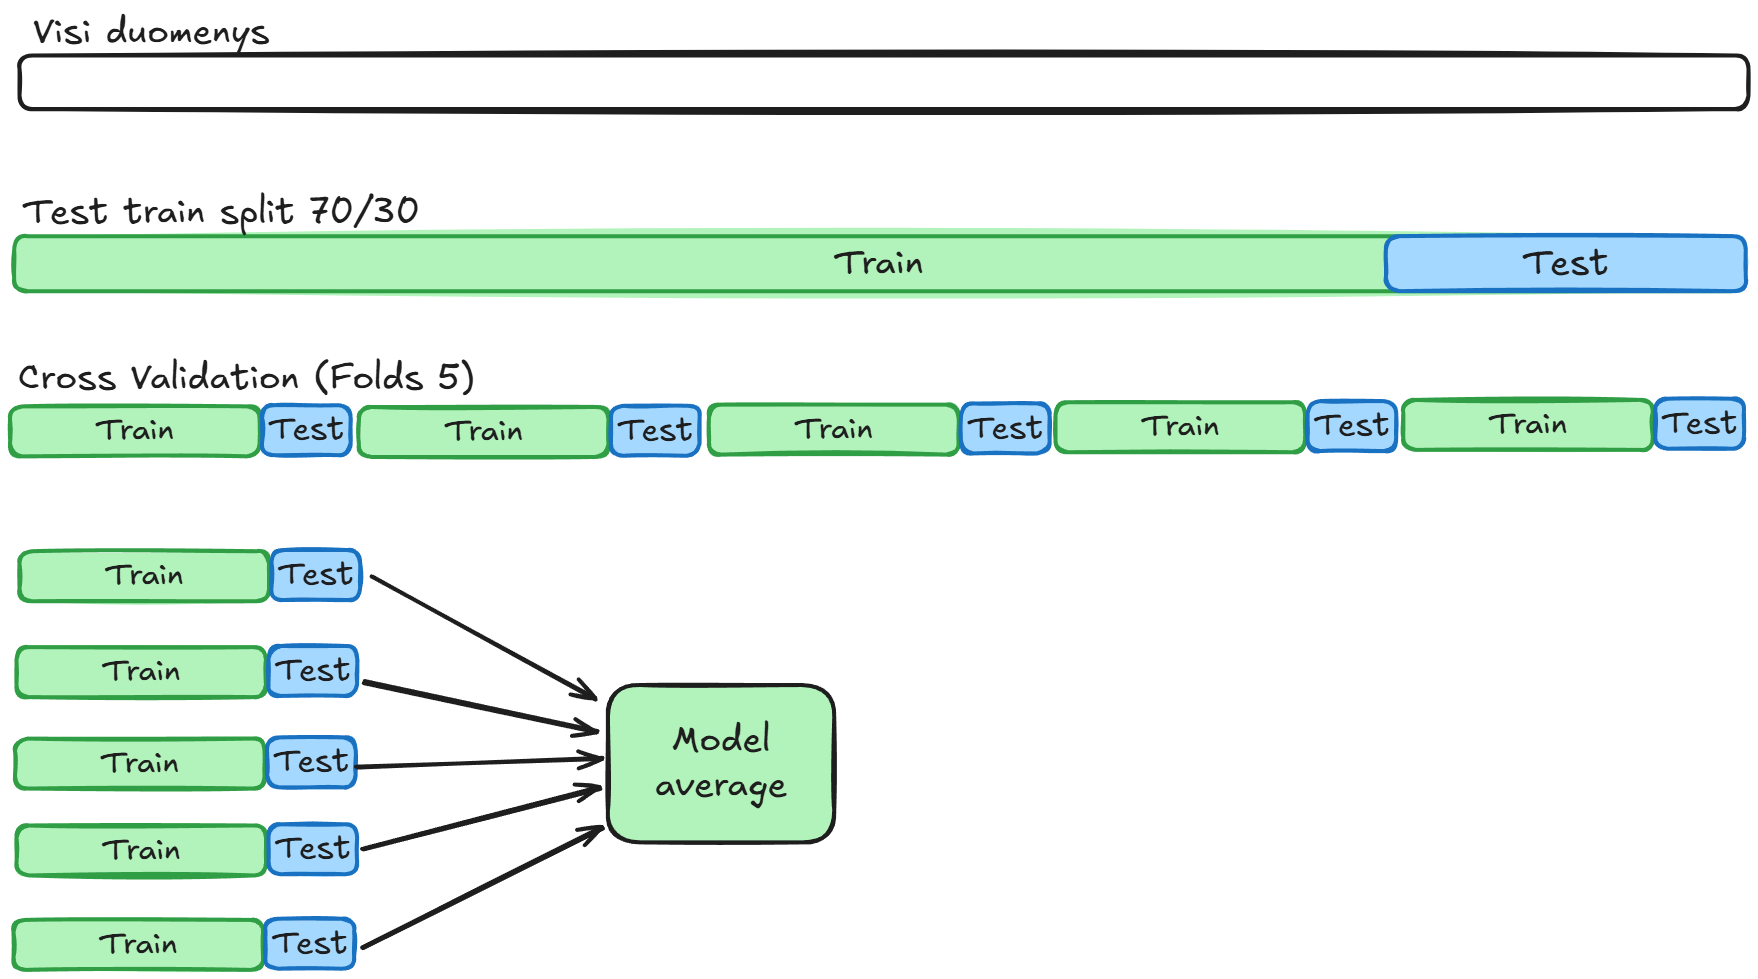 Visi duomenys
Test train split 70/30
Train Test
Cross Validation (Folds 5)
Train Test Train Test Train Test Train Test Train Test
Train Test
Train Test
Train Test
Train Test
Train Test
Model
average